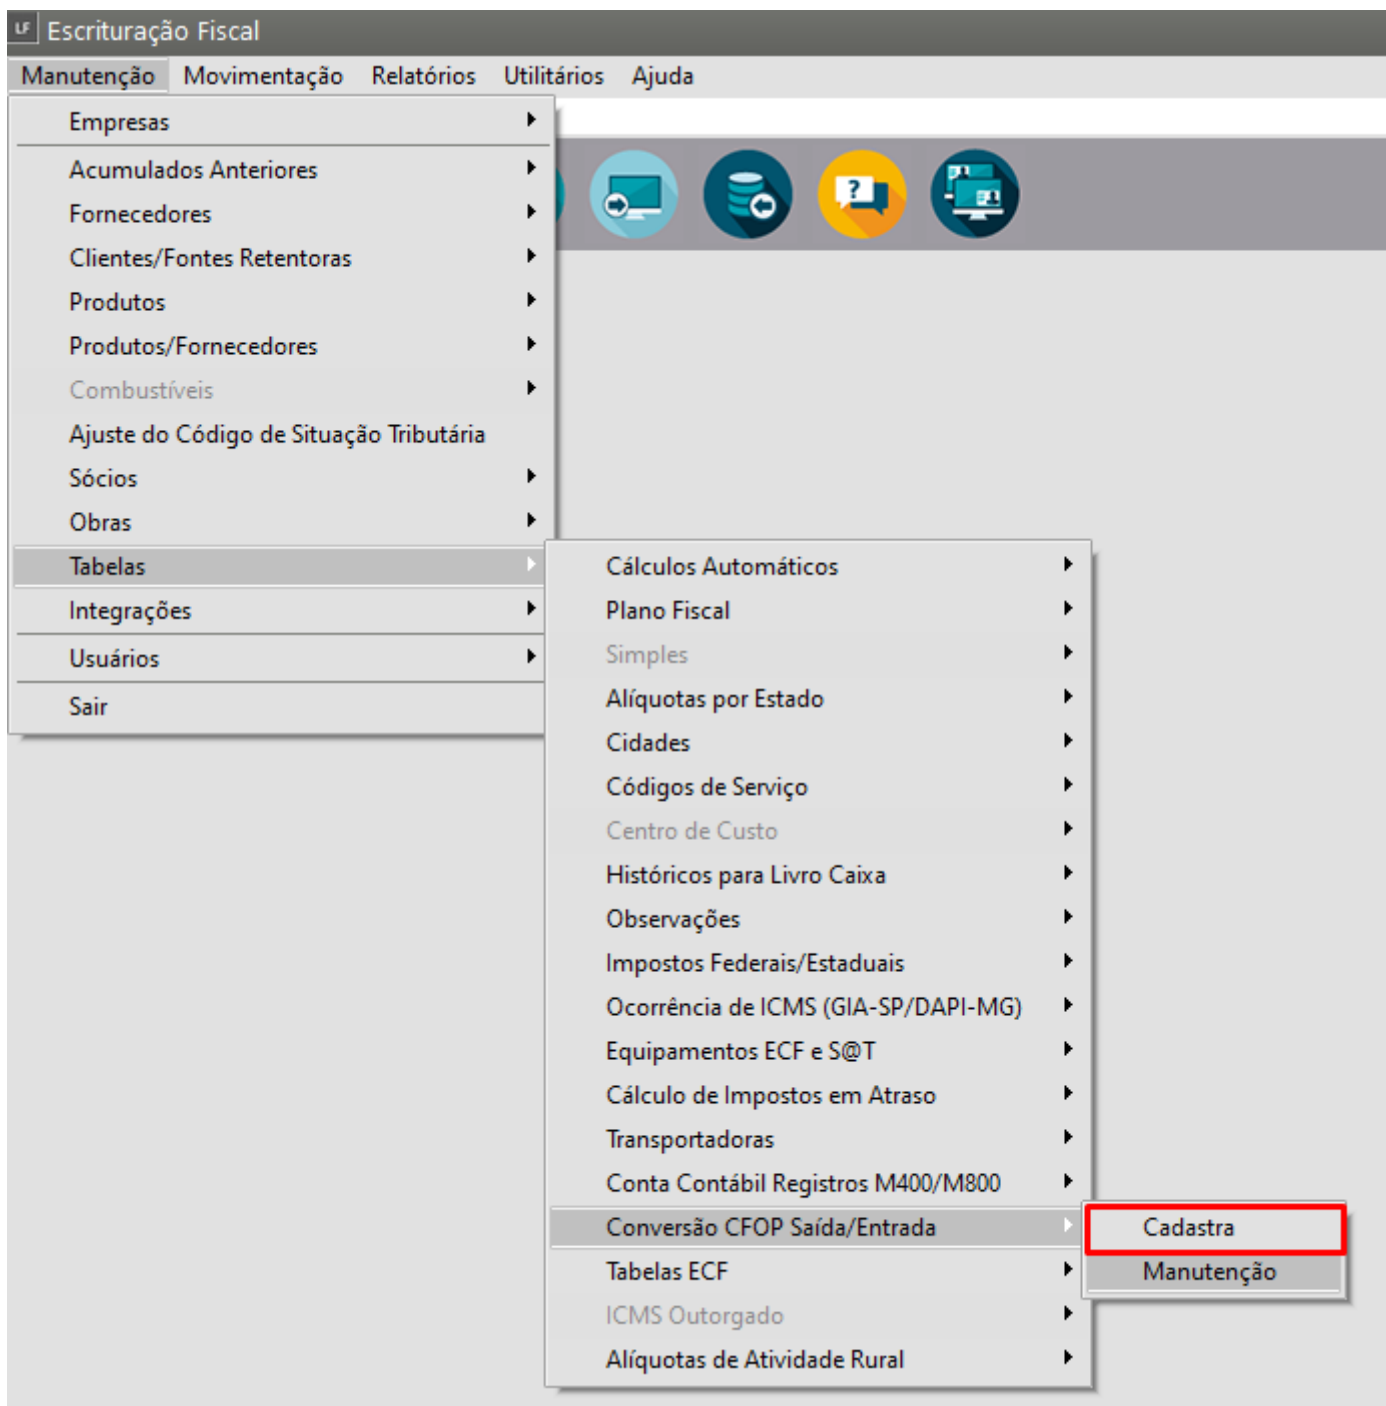 LF Escrituração Fiscal
Manutenção Movimentação Relatórios Utilitários Ajuda
Empresas
Acumulados Anteriores
Fornecedores
Clientes/Fontes Retentoras
Produtos
Produtos/Fornecedores
Combustíveis
Ajuste do Código de Situação Tributária
Sócios
Obras
Tabelas
Integrações
Usuários
Sair
Cálculos Automáticos
Plano Fiscal
Simples
Alíquotas por Estado
Cidades
Códigos de Serviço
Centro de Custo
Históricos para Livro Caixa
Observações
Impostos Federais/Estaduais
Ocorrência de ICMS (GIA-SP/DAPI-MG)
Equipamentos ECF e S@T
Cálculo de Impostos em Atraso
Transportadoras
Conta Contábil Registros M400/M800
Conversão CFOP Saída/Entrada
Tabelas ECF
ICMS Outorgado
Alíquotas de Atividade Rural
Cadastra
Manutenção